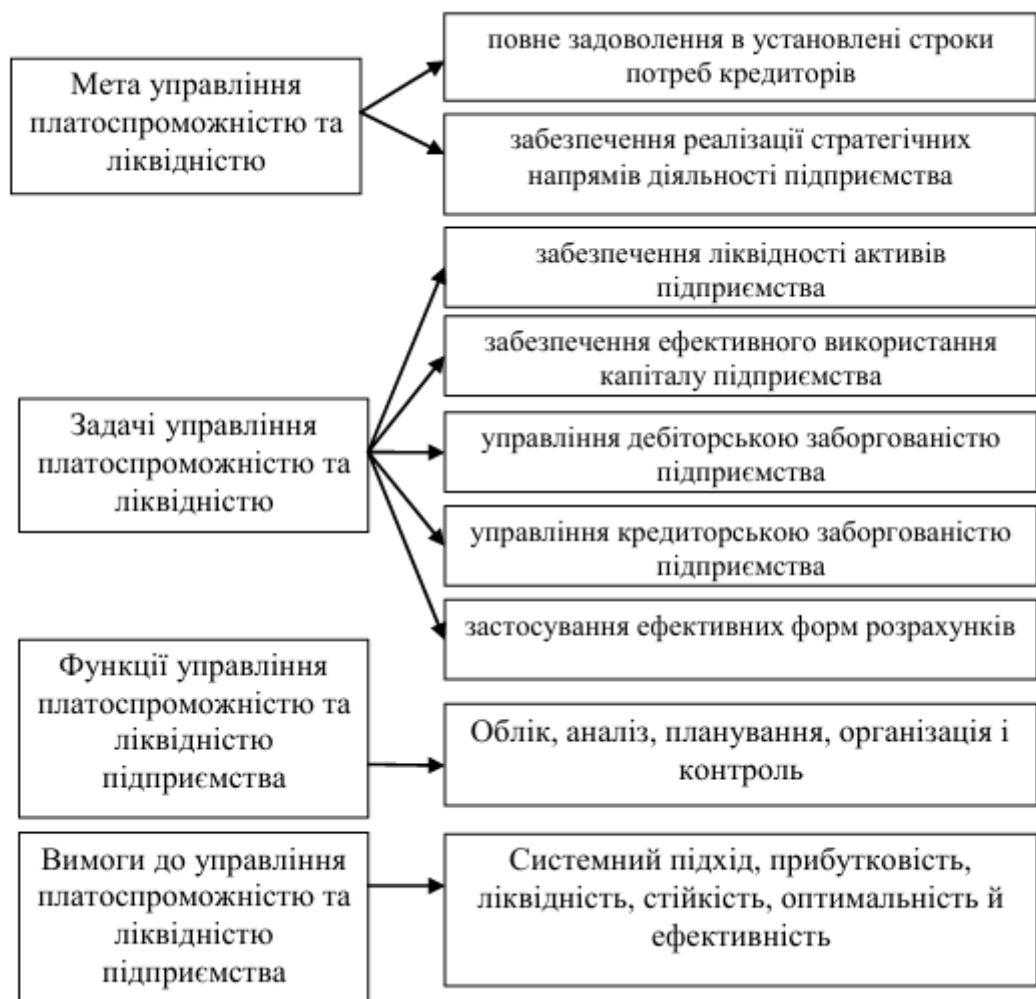 Мета управління
платоспроможністю та
ліквідністю
повне задоволення в установлені строки
потреб кредиторів
забезпечення реалізації стратегічних
напрямів діяльності підприємства
Задачі управління
платоспроможністю та
ліквідністю
забезпечення ліквідності активів
підприємства
забезпечення ефективного використання
капіталу підприємства
управління дебіторською заборгованістю
підприємства
управління кредиторською заборгованістю
підприємства
застосування ефективних форм розрахунків
Функції управління
платоспроможністю та
ліквідністю
підприємства
Облік, аналіз, планування, організація і
контроль
Вимоги до управління
платоспроможністю та
ліквідністю
підприємства
Системний підхід, прибутковість,
ліквідність, стійкість, оптимальність й
ефективність